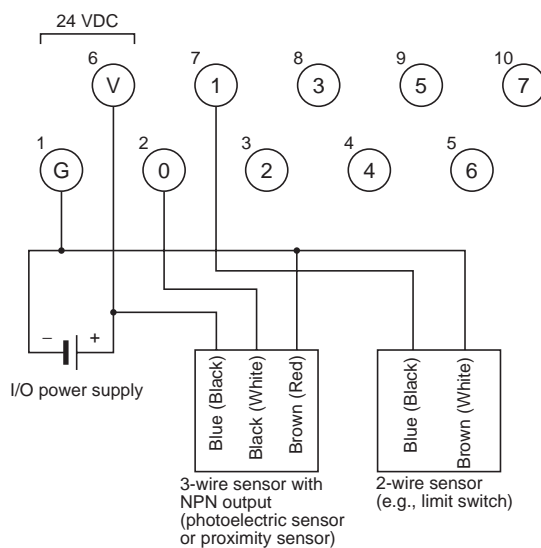 24 VDC
6 7 8 9 10
V 1 3 5 7
1 2 3 4 5
G 0 2 4 6
− +
I/O power supply
Blue (Black)
Black (White)
Brown (Red)
Blue (Black)
Brown (White)
3-wire sensor with
NPN output
(photoelectric sensor
or proximity sensor)
2-wire sensor
(e.g., limit switch)